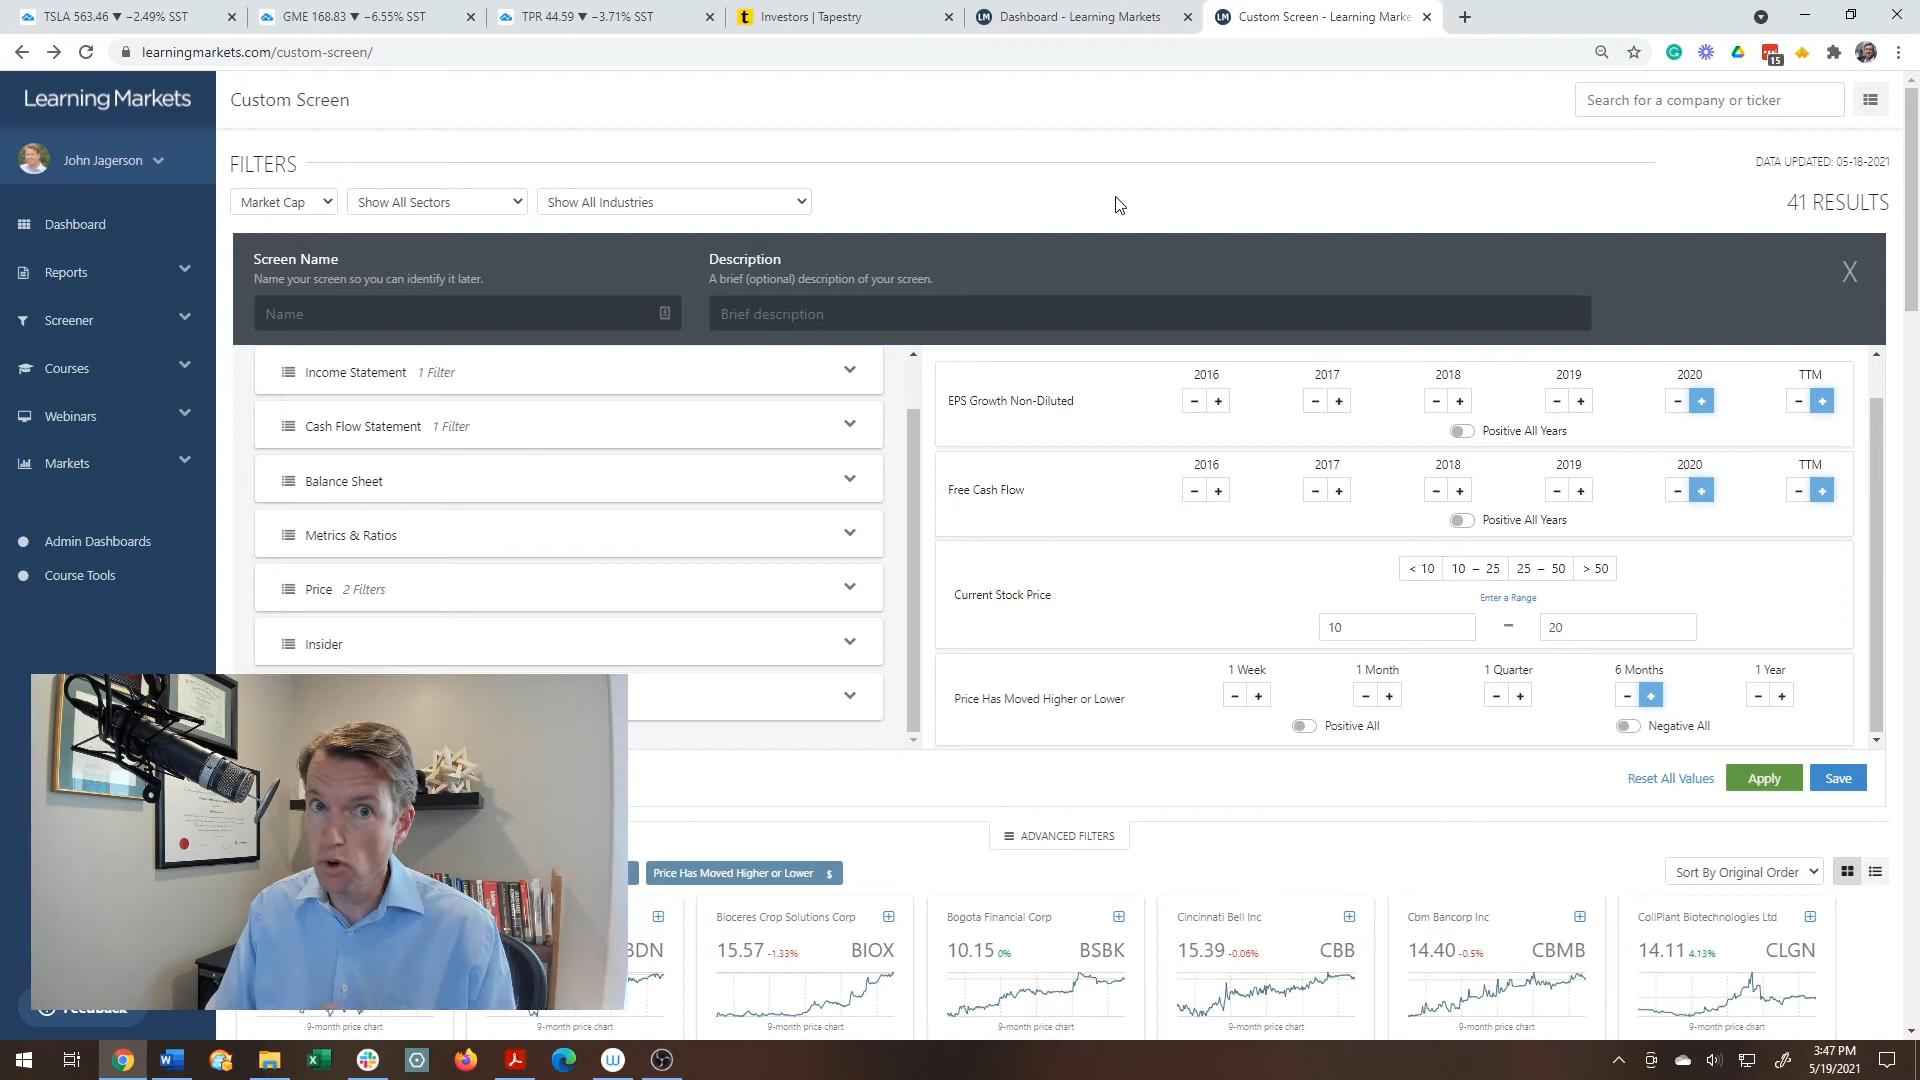 TSLA 563.46 ▼ −2.49% SST
GME 168.83 ▼ −6.55% SST
TPR 44.59 ▼ −3.71% SST
Investors | Tapestry
Dashboard - Learning Markets
Custom Screen - Learning Marke
learningmarkets.com/custom-screen/
15
Learning Markets
Custom Screen
Search for a company or ticker
John Jagerson
FILTERS
DATA UPDATED: 05-18-2021
Market Cap
Show All Sectors
Show All Industries
41 RESULTS
Dashboard
Reports
Screener
Courses
Webinars
Markets
Admin Dashboards
Course Tools
Screen Name
Name your screen so you can identify it later.
Name
Description
A brief (optional) description of your screen.
Brief description
X
Income Statement 1 Filter
Cash Flow Statement 1 Filter
Balance Sheet
Metrics & Ratios
Price 2 Filters
Insider
2016 2017 2018 2019 2020 TTM
EPS Growth Non-Diluted
− + − + − + − + − + − +
Positive All Years
2016 2017 2018 2019 2020 TTM
Free Cash Flow
− + − + − + − + − + − +
Positive All Years
< 10 10 – 25 25 – 50 > 50
Current Stock Price
Enter a Range
10 – 20
1 Week 1 Month 1 Quarter 6 Months 1 Year
Price Has Moved Higher or Lower
− + − + − + − + − +
Positive All Negative All
Reset All Values
Apply
Save
ADVANCED FILTERS
Price Has Moved Higher or Lower $
Sort By Original Order
BDN
9-month price chart
9-month price chart
Bioceres Crop Solutions Corp
15.57 -1.33% BIOX
9-month price chart
Bogota Financial Corp
10.15 0% BSBK
9-month price chart
Cincinnati Bell Inc
15.39 -0.06% CBB
9-month price chart
Cbm Bancorp Inc
14.40 -0.5% CBMB
9-month price chart
CollPlant Biotechnologies Ltd
14.11 4.13% CLGN
9-month price chart
Feedback
3:47 PM
5/19/2021